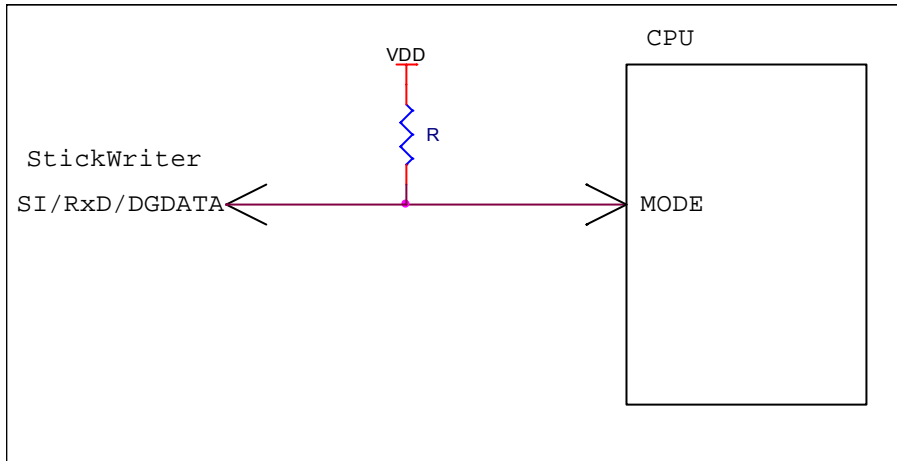 CPU
VDD
R
StickWriter
SI/RxD/DGDATA
MODE